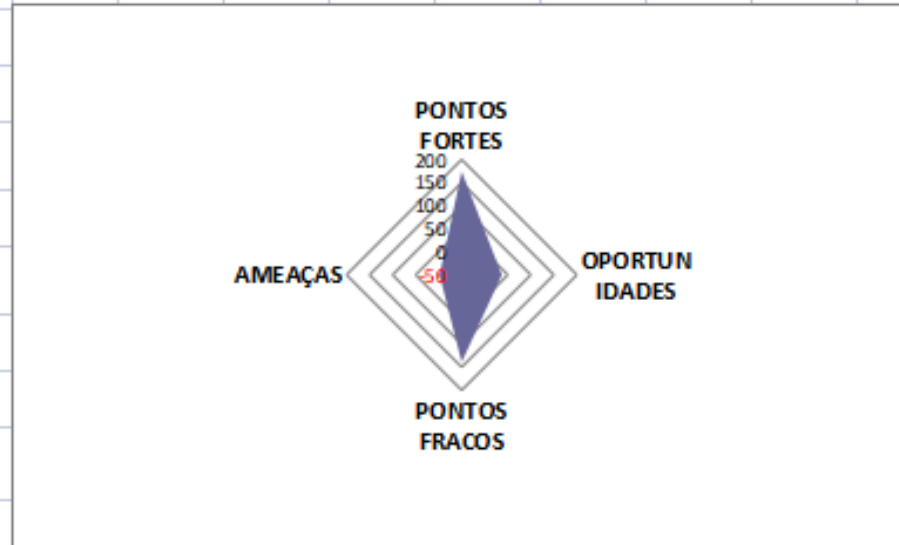 PONTOS
FORTES
200
150
100
50
0
-50
AMEAÇAS
OPORTUN
IDADES
PONTOS
FRACOS